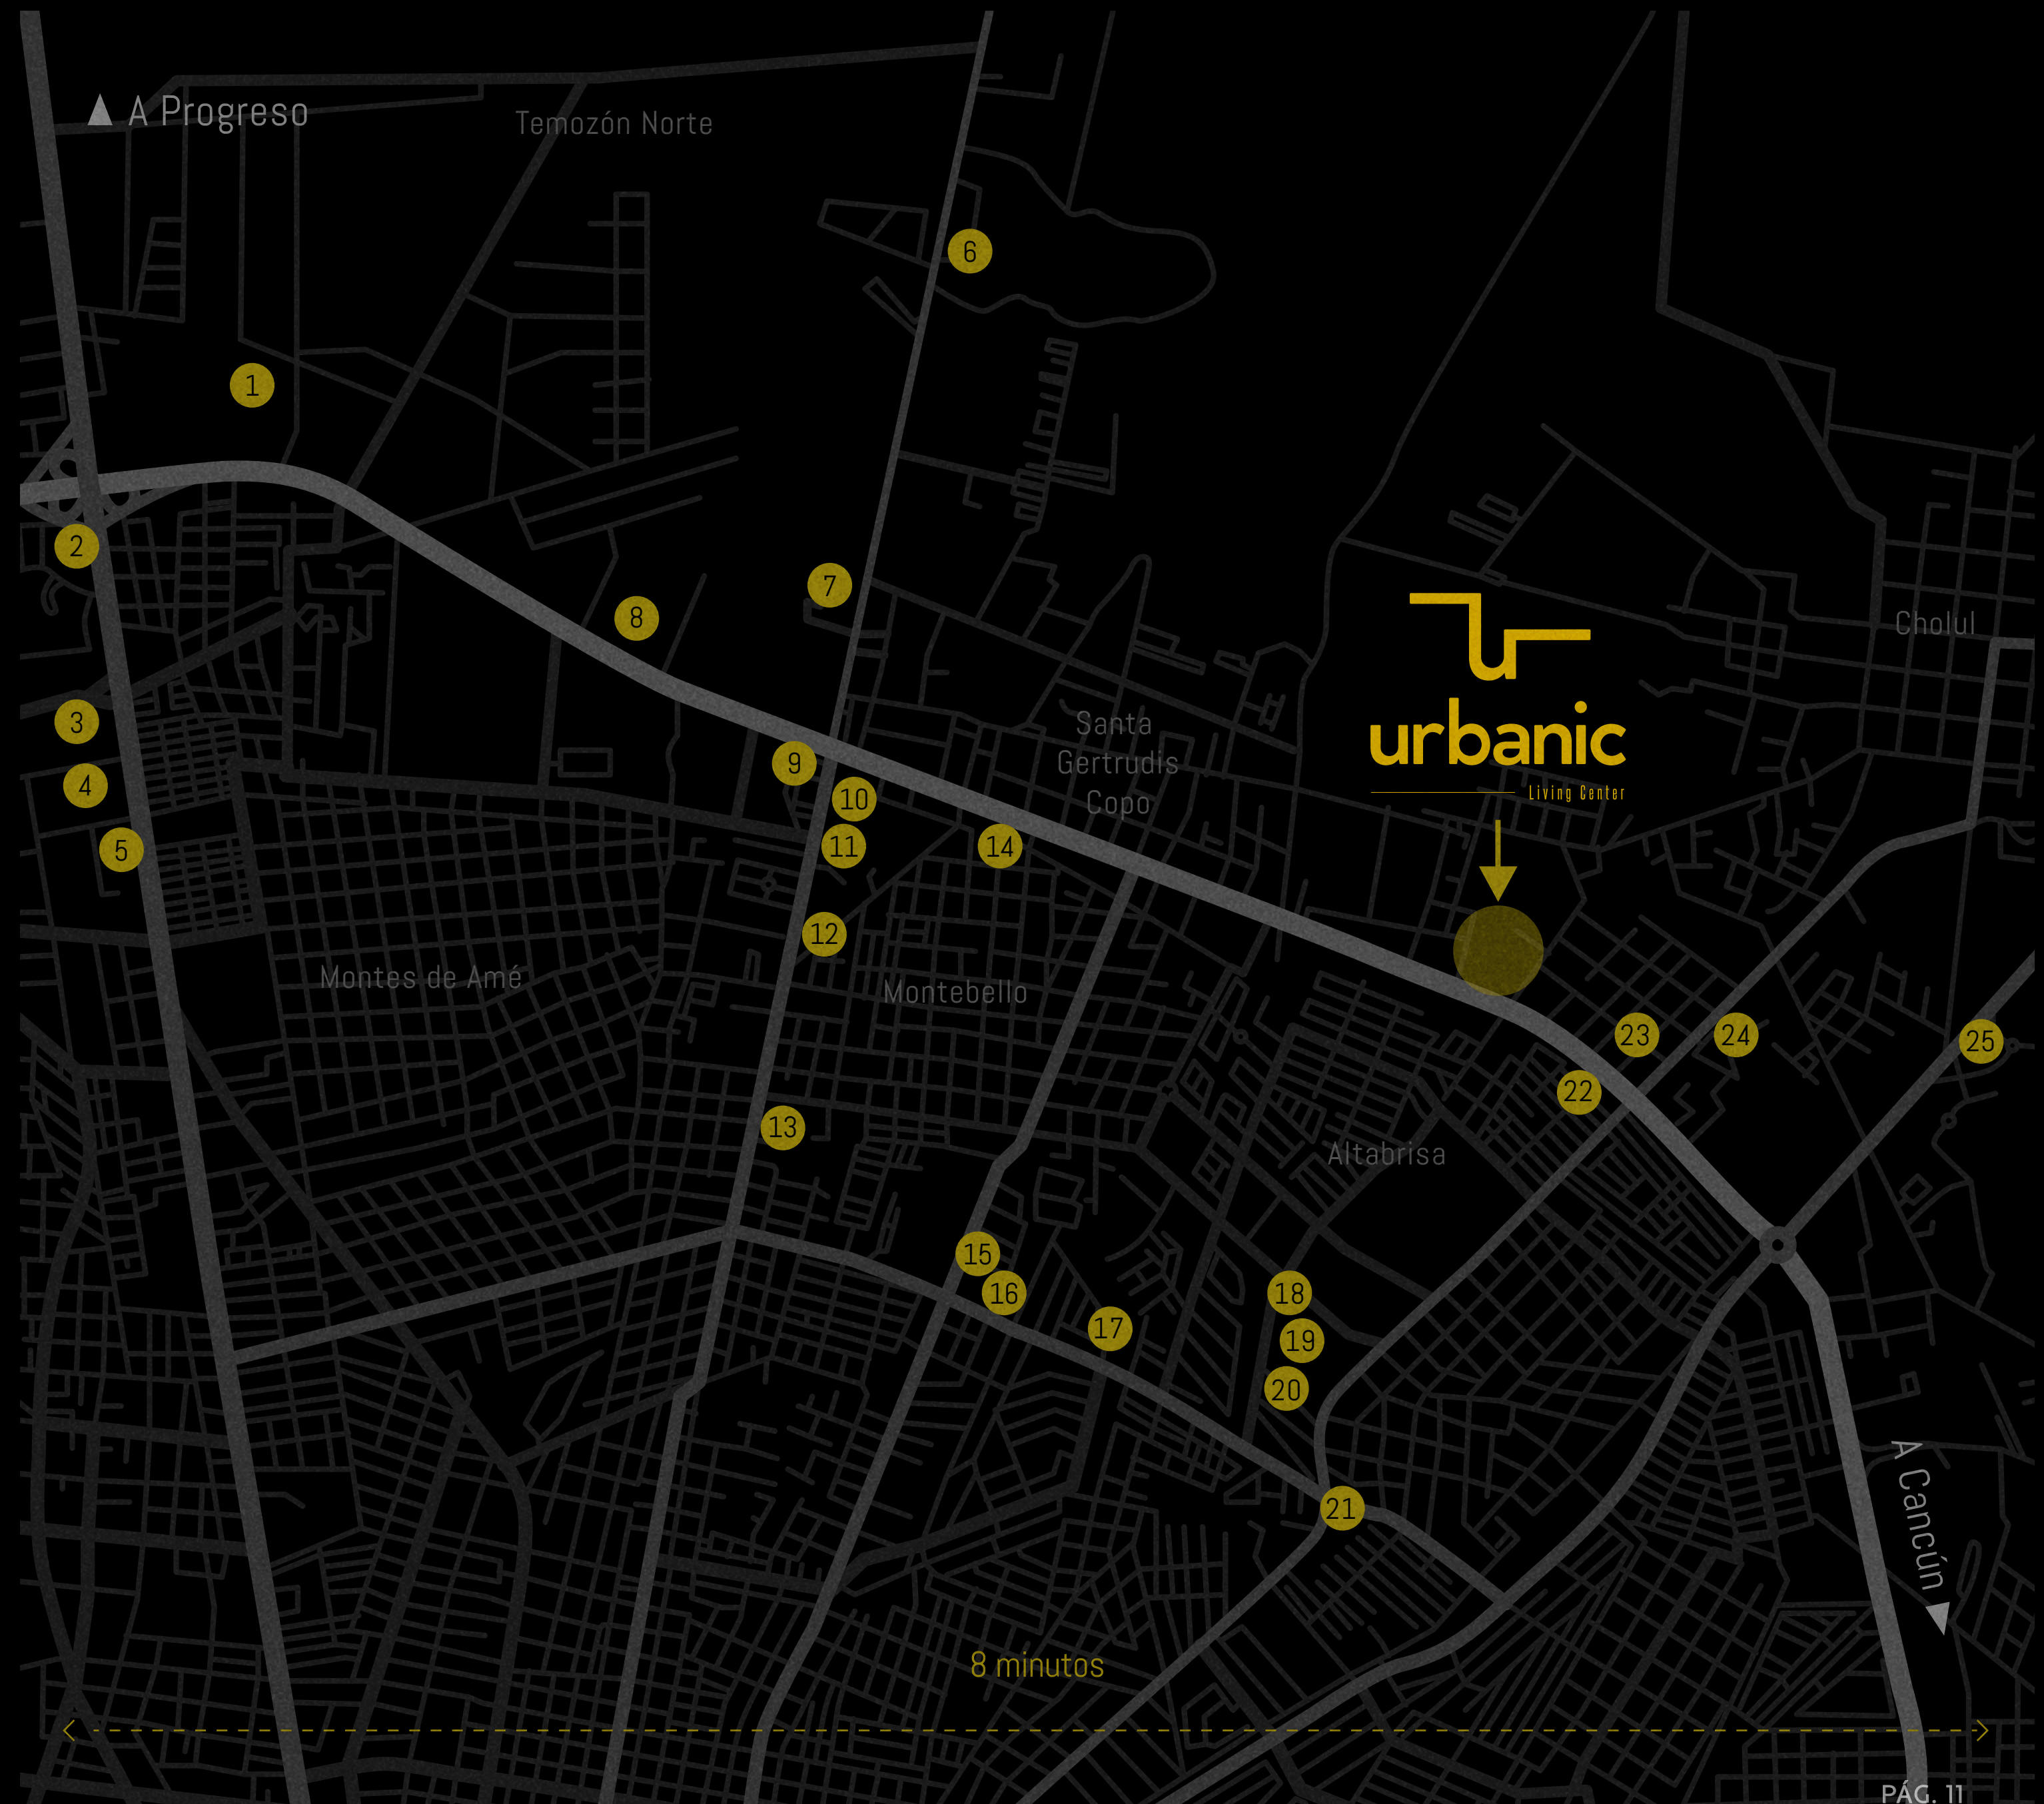 A Progreso
Temozón Norte
6
1
2
7
8
Cholul
3
Santa
Gertrudis
Copo
urbanic
Living Center
9
4
10
5
11
14
12
Montes de Amé
Montebello
23
24
25
22
13
Altabrisa
15
16
18
17
19
20
A Cancún
21
8 minutos
PÁG. 11